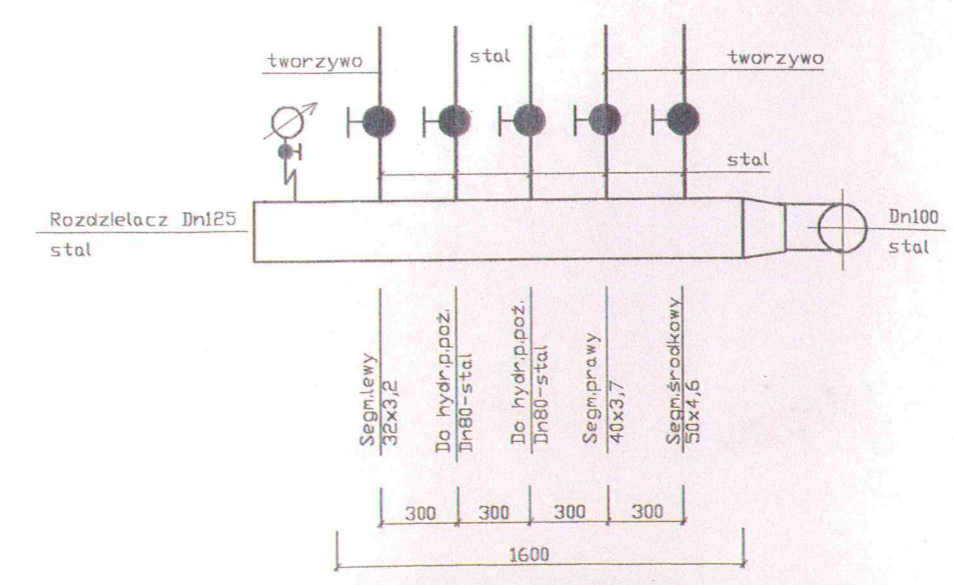 tworzywo
stal
tworzywo
stal
Rozdzielacz Dn125
stal
Dn100
stal
Segm.lewy
32x3,2
Do hydr.p.poż.
Dn80-stal
Do hydr.p.poż.
Dn80-stal
Segm.prawy
40x3,7
Segm.środkowy
50x4,6
300
300
300
300
1600